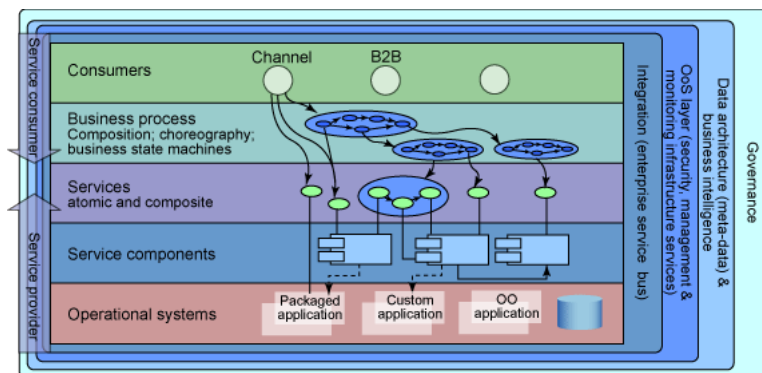 Service consumer
Service provider
Consumers
Channel
B2B
Business process
Composition; choreography;
business state machines
Services
atomic and composite
Service components
Operational systems
Packaged
application
Custom
application
OO
application
Integration (enterprise service bus)
OoS layer (security, management &
monitoring infrastructure services)
Data architecture (meta-data) &
business intelligence
Governance